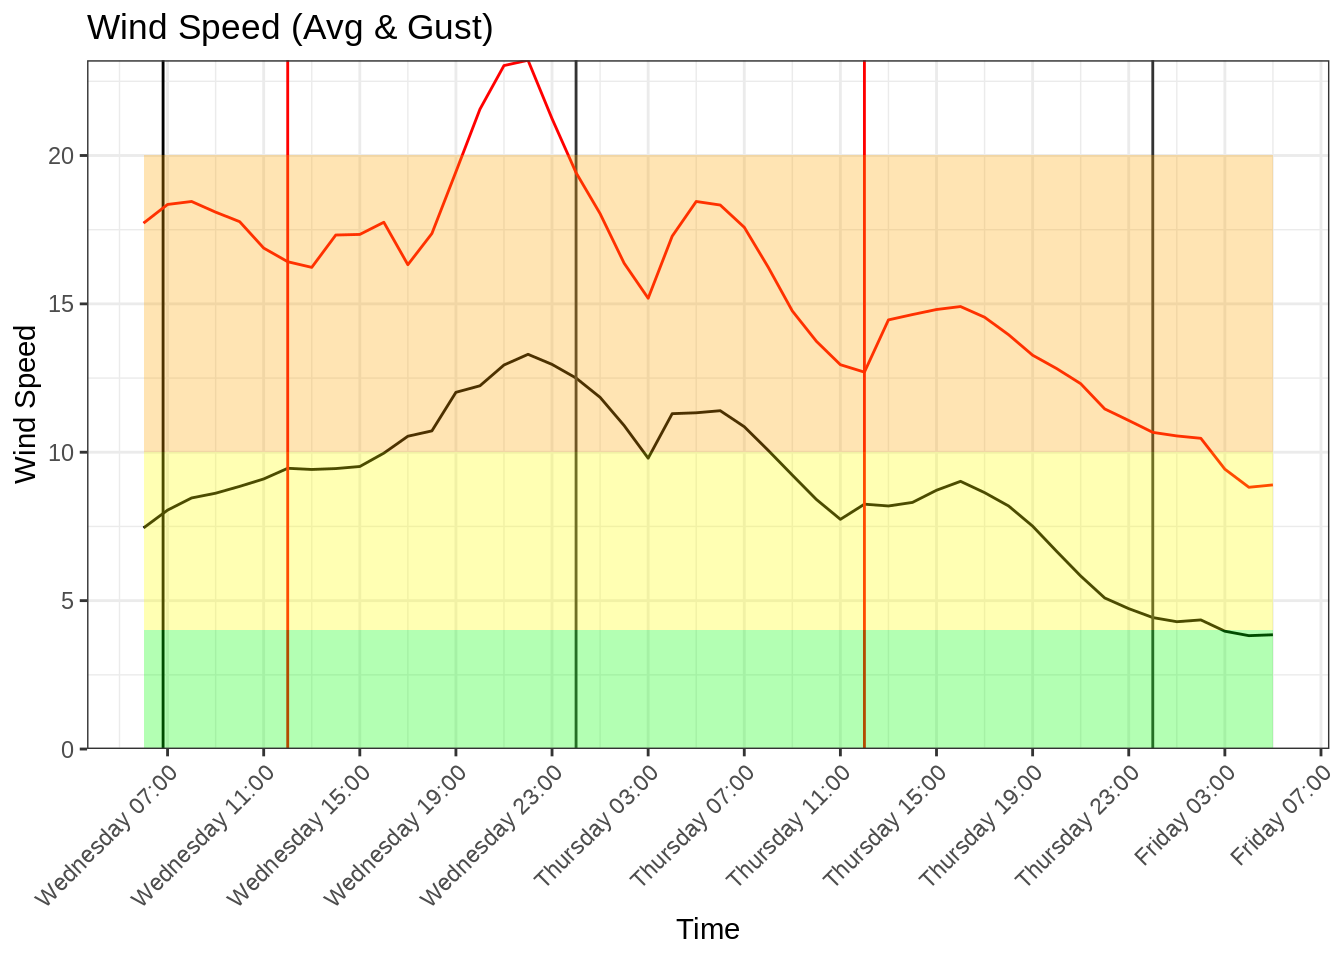 Wind Speed (Avg & Gust)
Wind Speed
20
15
10
5
0
Wednesday 07:00
Wednesday 11:00
Wednesday 15:00
Wednesday 19:00
Wednesday 23:00
Thursday 03:00
Thursday 07:00
Thursday 11:00
Thursday 15:00
Thursday 19:00
Thursday 23:00
Friday 03:00
Friday 07:00
Time